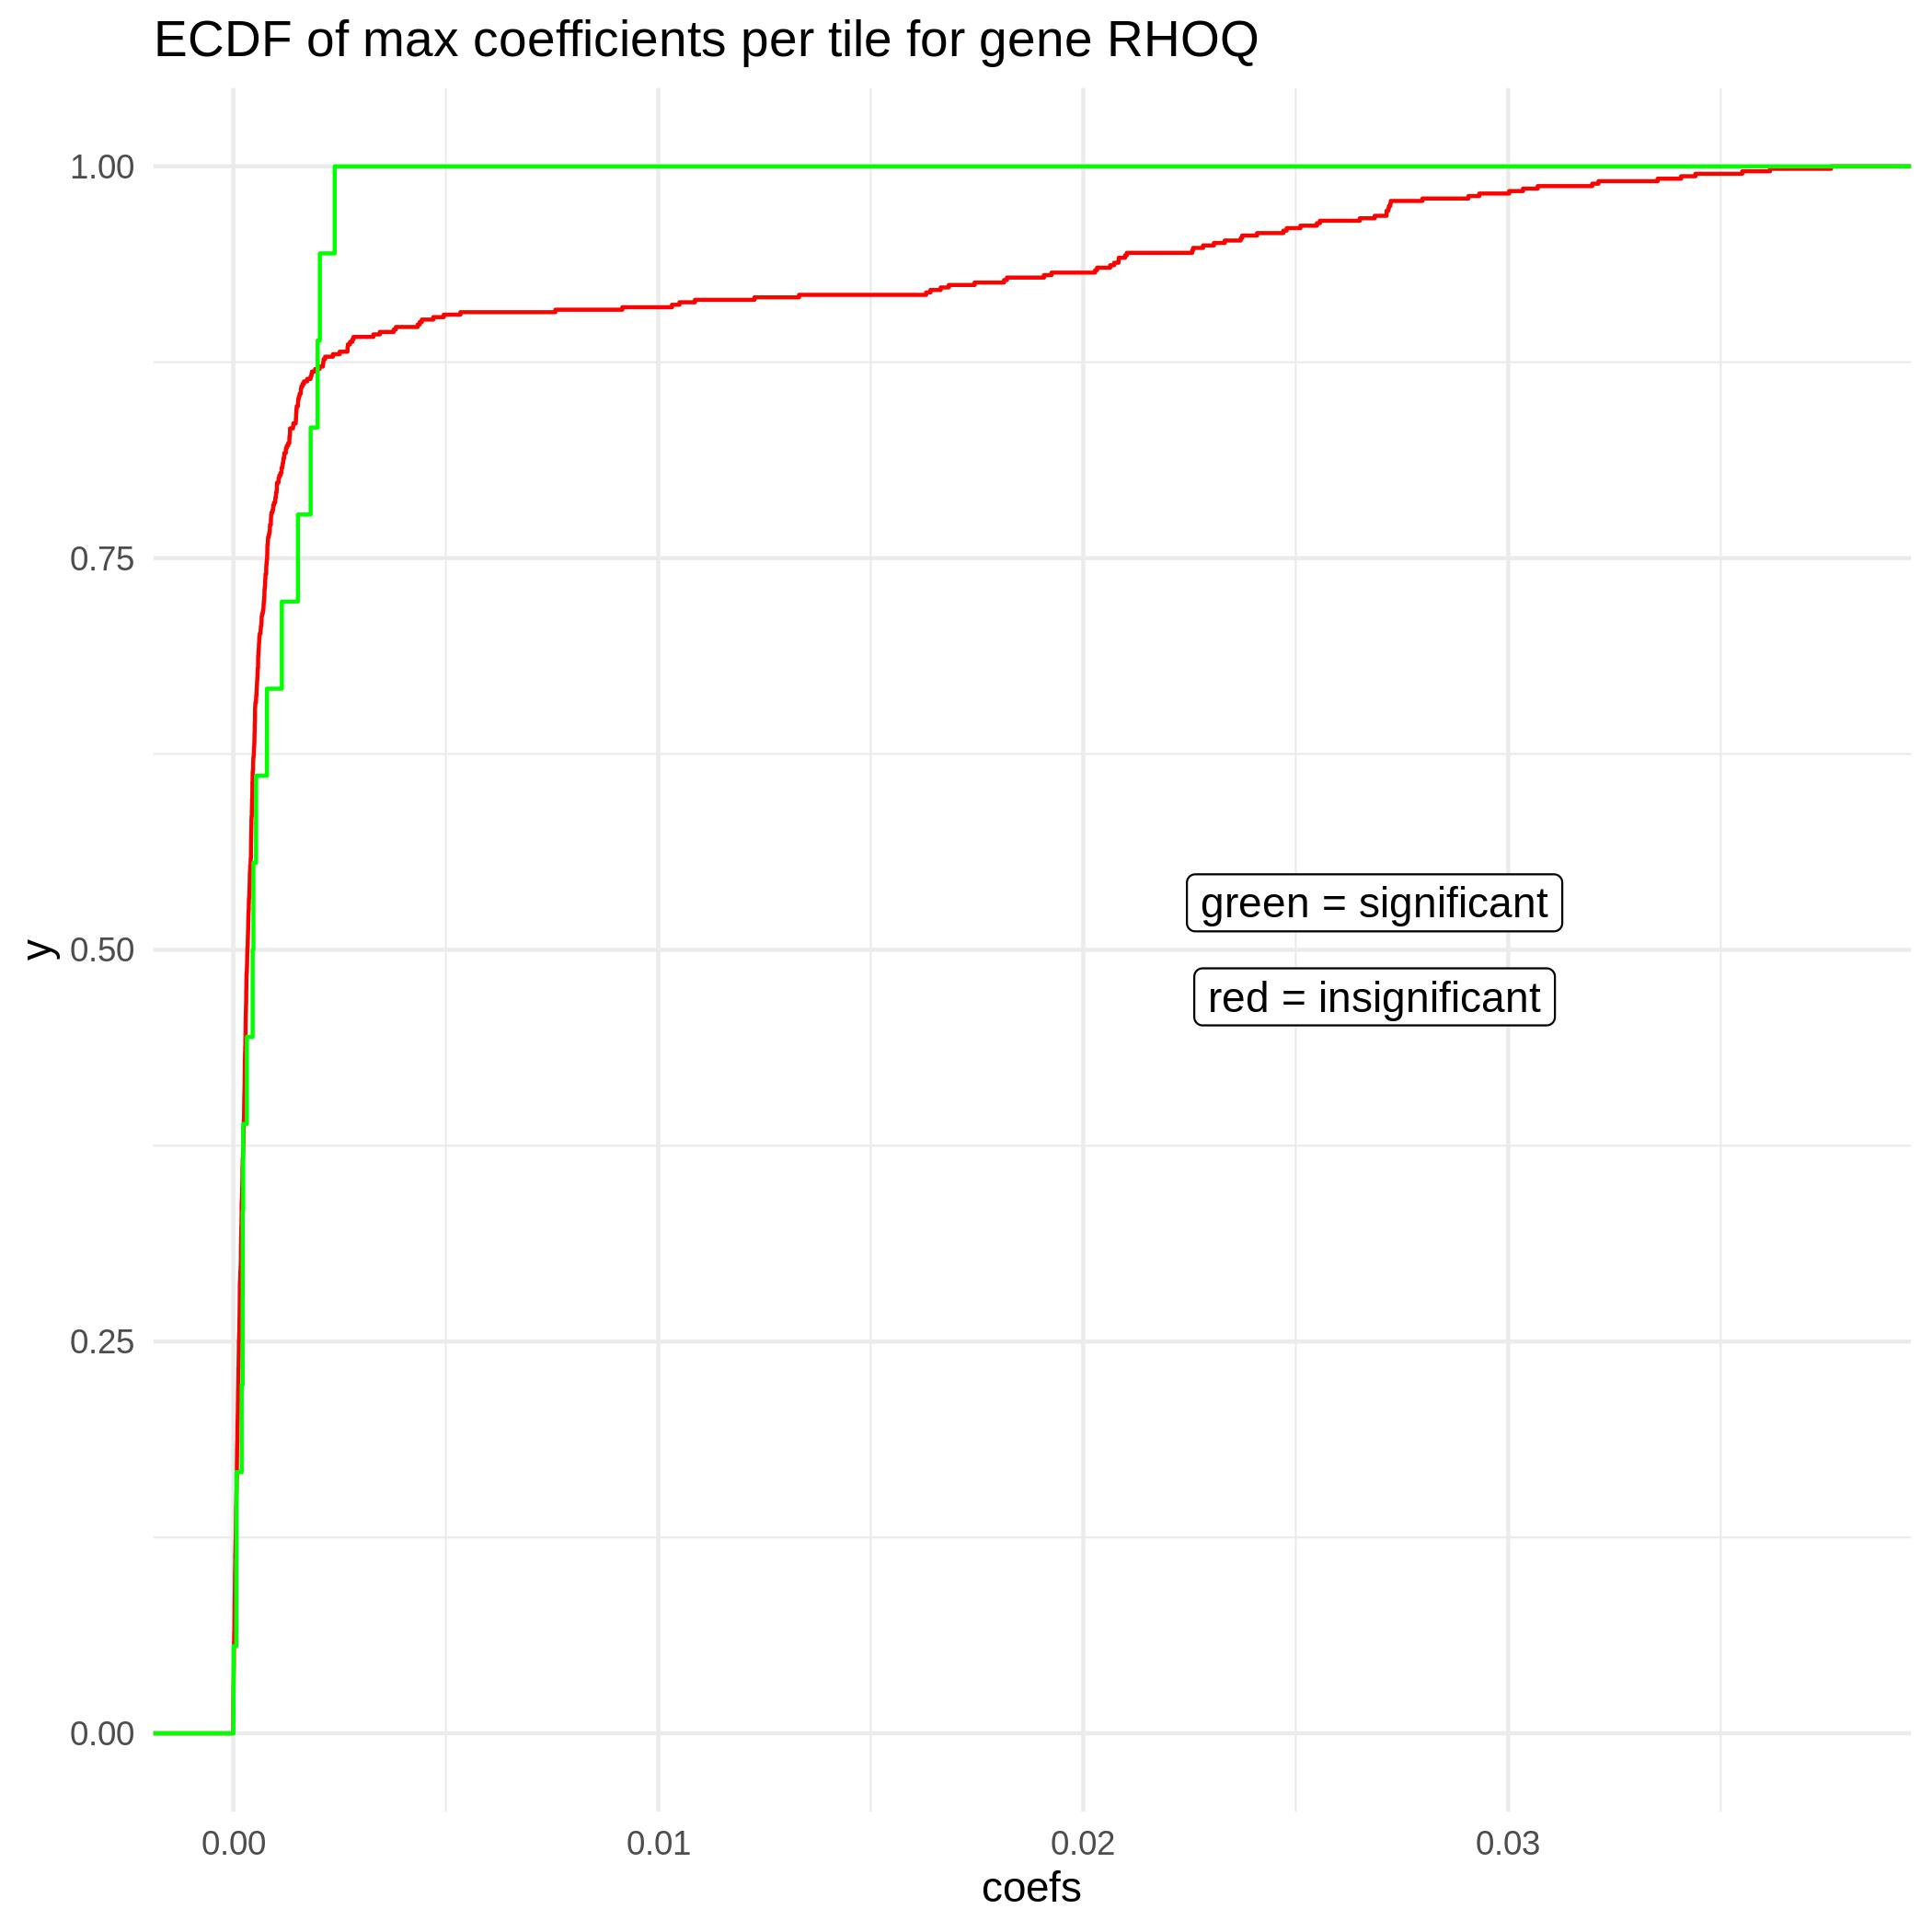 ECDF of max coefficients per tile for gene RHOQ
1.00
0.75
0.50
0.25
0.00
y
green = significant
red = insignificant
0.00 0.01 0.02 0.03
coefs